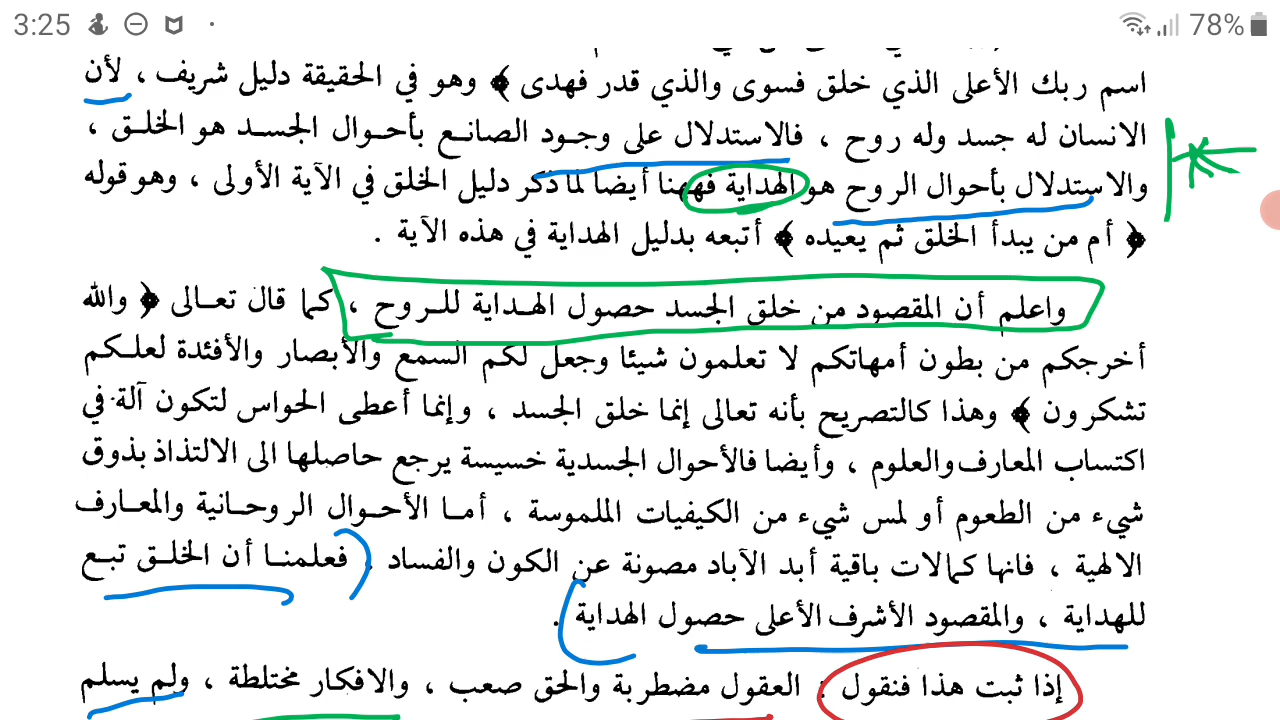 3:25 78%
اسم ربك الأعلى الذي خلق فسوى والذي قدر فهدى ﴾ وهو في الحقيقة دليل شريف ، لأن
الانسان له جسد وله روح ، فالاستدلال على وجود الصانع بأحوال الجسد هو الخلق ،
والاستدلال بأحوال الروح هو الهداية فههنا أيضا لما ذكر دليل الخلق في الآية الأولى ، وهو قوله
﴿ أم من يبدأ الخلق ثم يعيده ﴾ أتبعه بدليل الهداية في هذه الآية .
واعلم أن المقصود من خلق الجسد حصول الهداية للروح ، كما قال تعالى ﴿ والله
أخرجكم من بطون أمهاتكم لا تعلمون شيئا وجعل لكم السمع والأبصار والأفئدة لعلكم
تشكرون ﴾ وهذا كالتصريح بأنه تعالى إنما خلق الجسد ، وإنما أعطى الحواس لتكون آلة في
اكتساب المعارف والعلوم ، وأيضا فالأحوال الجسدية خسيسة يرجع حاصلها الى الالتذاذ بذوق
شيء من الطعوم أو لمس شيء من الكيفيات الملموسة ، أما الأحوال الروحانية والمعارف
الالهية ، فانها كمالات باقية أبد الآباد مصونة عن الكون والفساد ، فعلمنا أن الخلق تبع
للهداية ، والمقصود الأشرف الأعلى حصول الهداية .
إذا ثبت هذا فنقول : العقول مضطربة والحق صعب ، والافكار مختلطة ، ولم يسلم